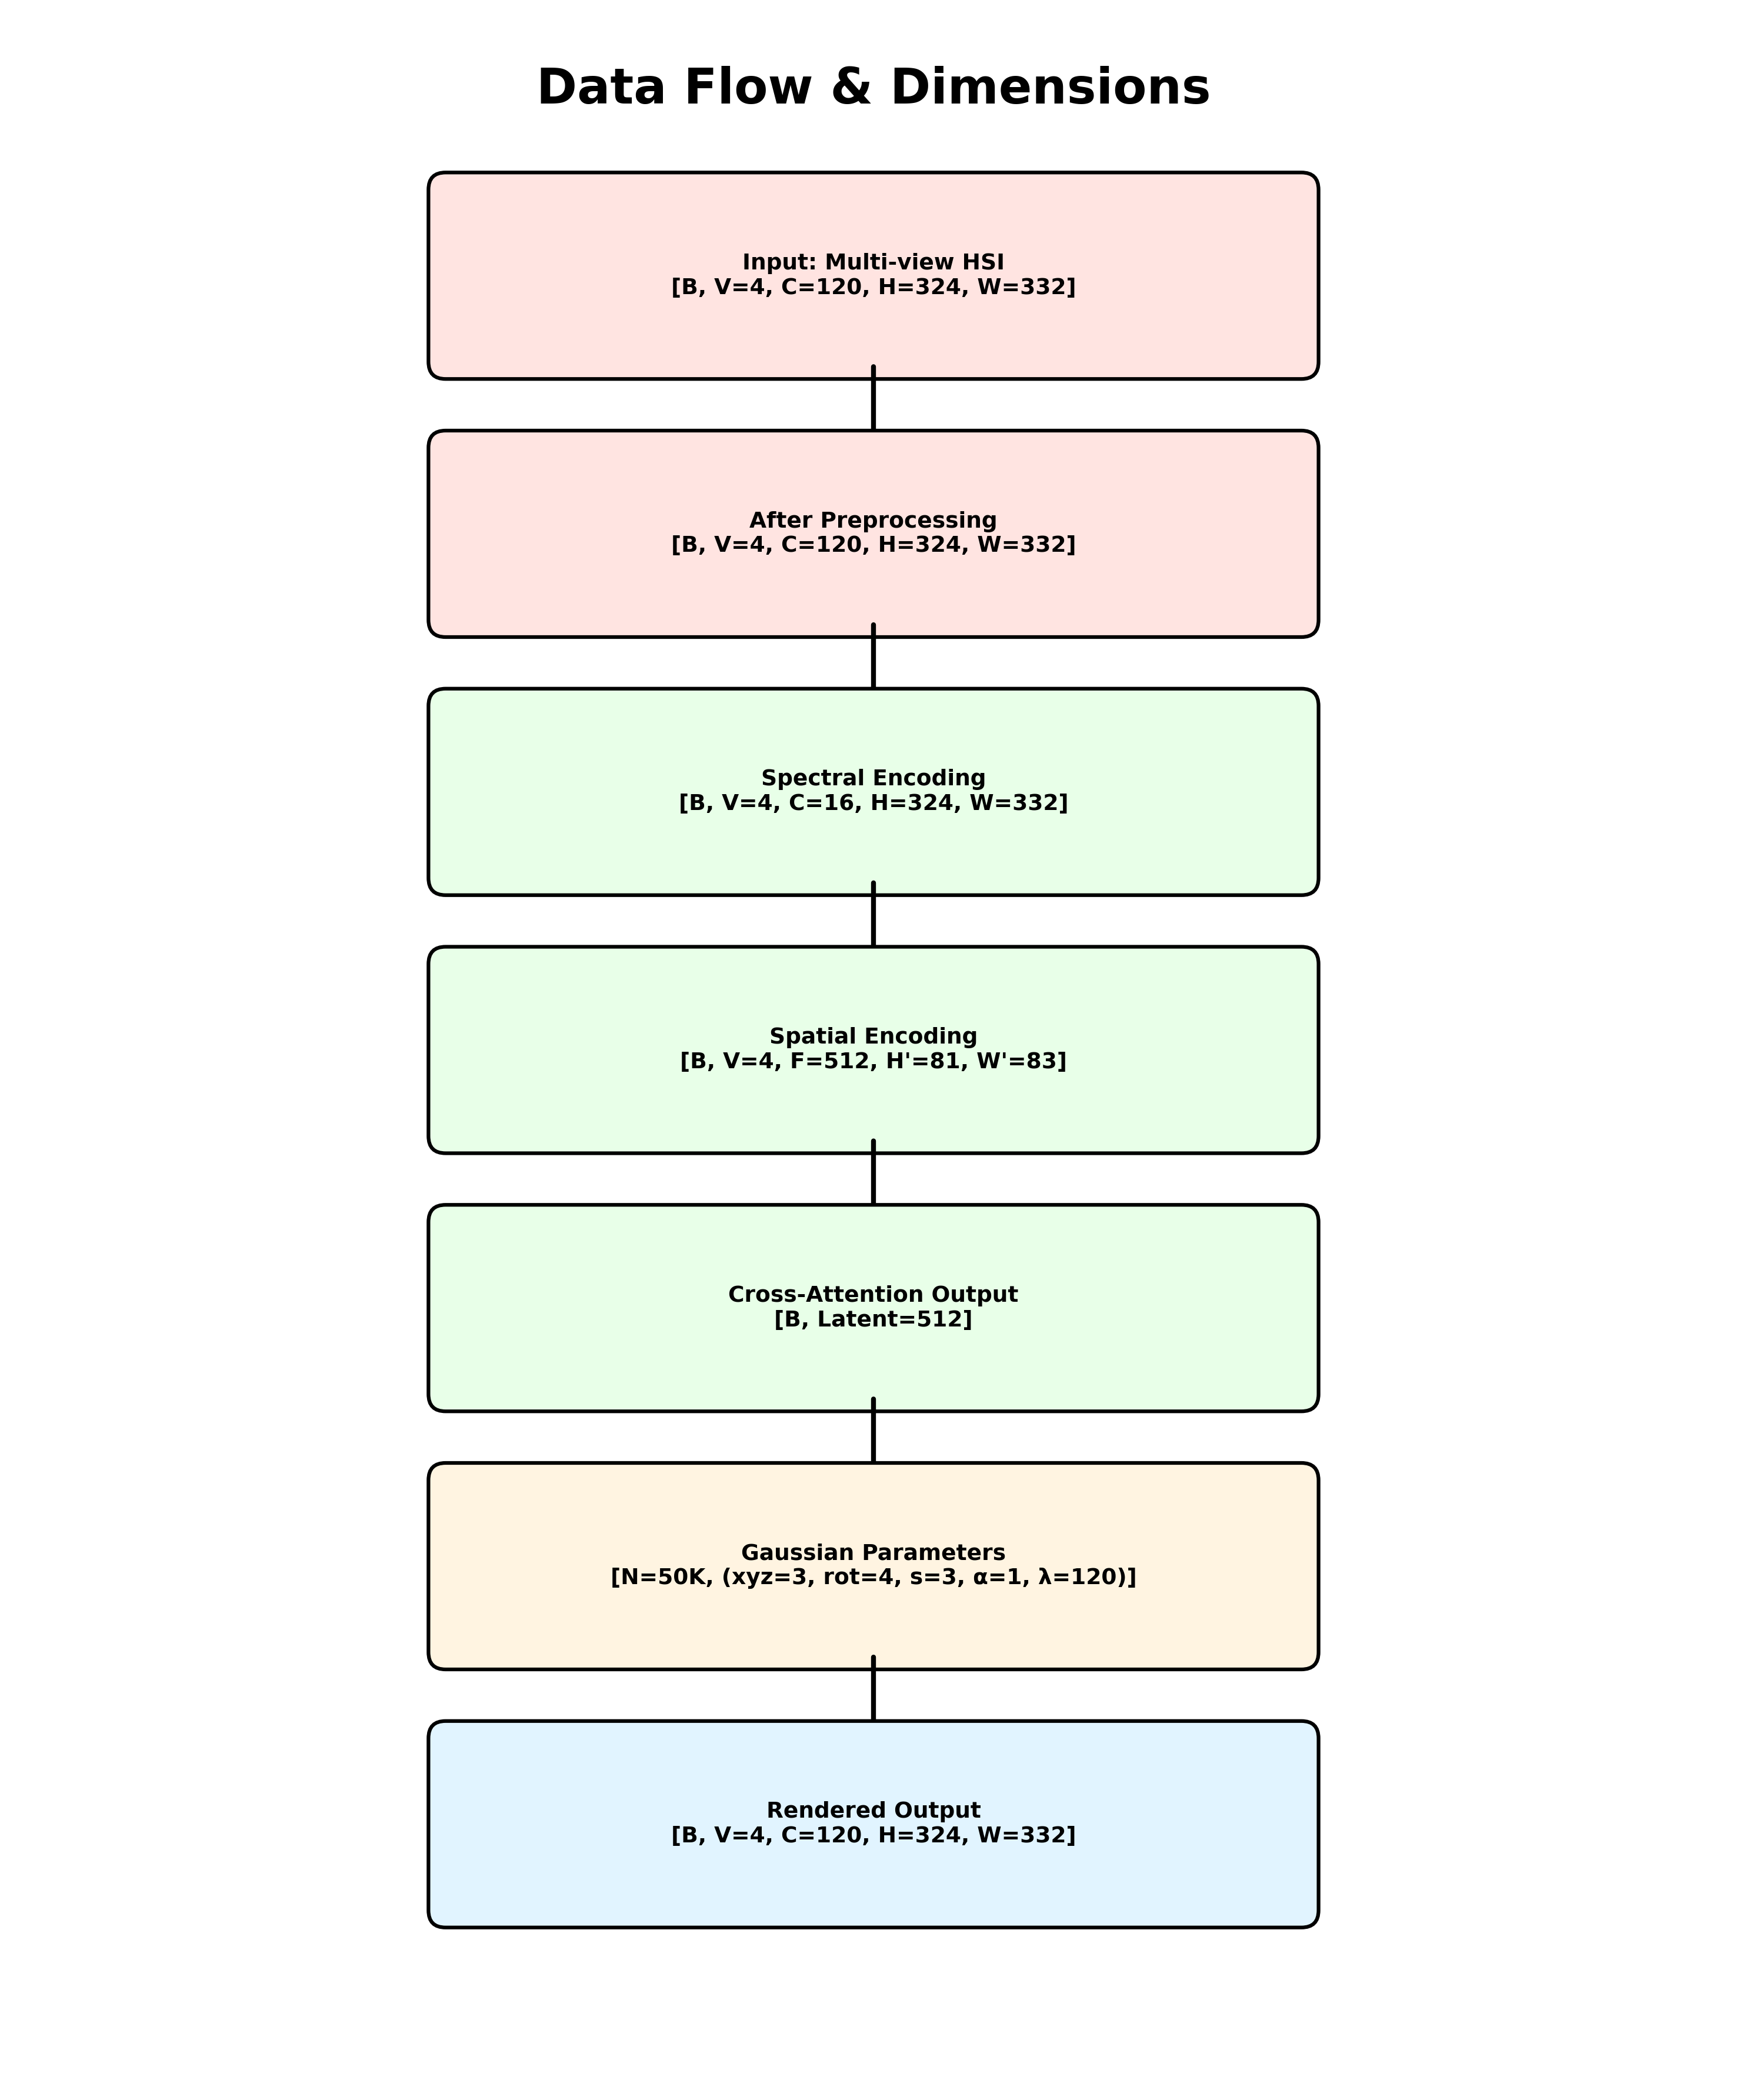 Data Flow & Dimensions
Input: Multi-view HSI
[B, V=4, C=120, H=324, W=332]
After Preprocessing
[B, V=4, C=120, H=324, W=332]
Spectral Encoding
[B, V=4, C=16, H=324, W=332]
Spatial Encoding
[B, V=4, F=512, H'=81, W'=83]
Cross-Attention Output
[B, Latent=512]
Gaussian Parameters
[N=50K, (xyz=3, rot=4, s=3, α=1, λ=120)]
Rendered Output
[B, V=4, C=120, H=324, W=332]